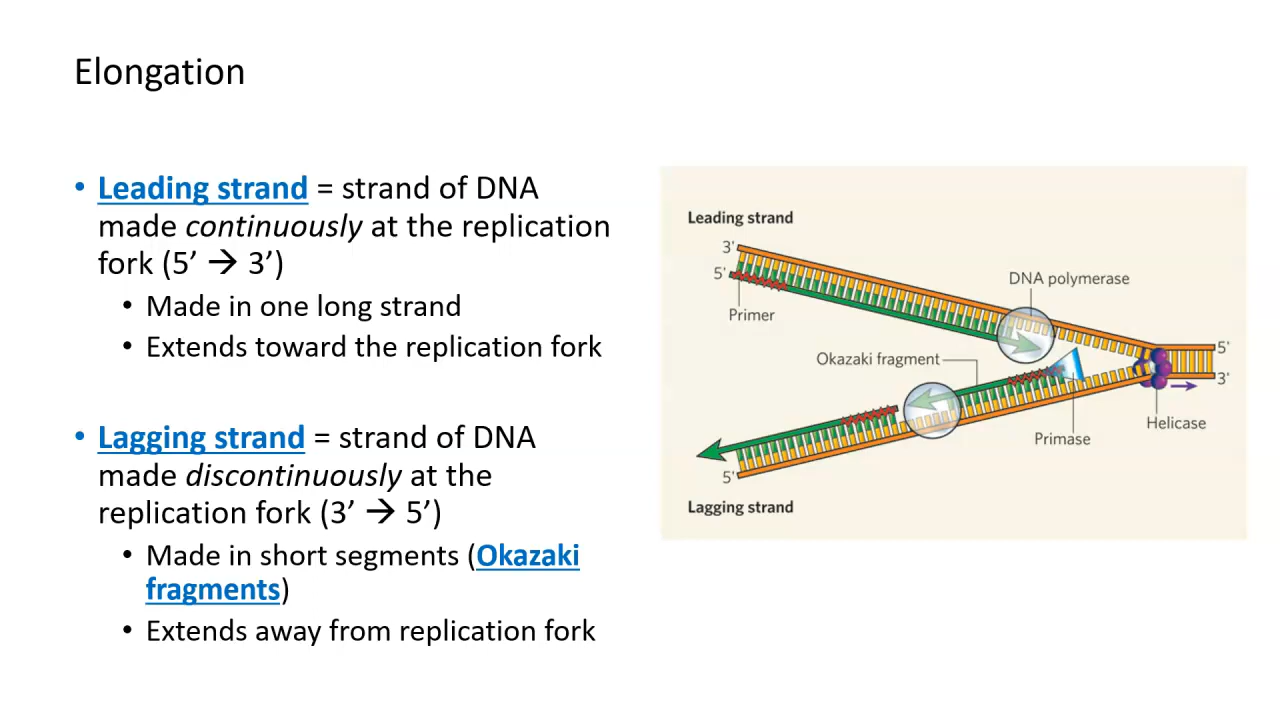 Elongation
• Leading strand = strand of DNA
made continuously at the replication
fork (5’ → 3’)
• Made in one long strand
• Extends toward the replication fork
• Lagging strand = strand of DNA
made discontinuously at the
replication fork (3’ → 5’)
• Made in short segments (Okazaki
fragments)
• Extends away from replication fork
Leading strand
3'
5'
Primer
DNA polymerase
Okazaki fragment
5'
3'
Helicase
Primase
5'
Lagging strand